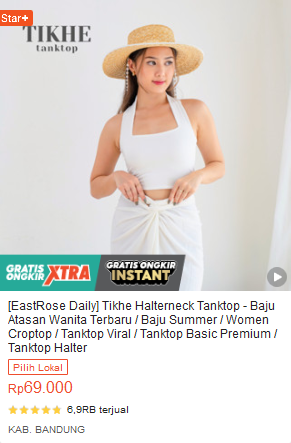 Star+
TIKHE
tanktop
GRATIS ONGKIR XTRA
GRATIS ONGKIR INSTANT
[EastRose Daily] Tikhe Halterneck Tanktop - Baju
Atasan Wanita Terbaru / Baju Summer / Women
Croptop / Tanktop Viral / Tanktop Basic Premium /
Tanktop Halter
Pilih Lokal
Rp69.000
6,9RB terjual
KAB. BANDUNG